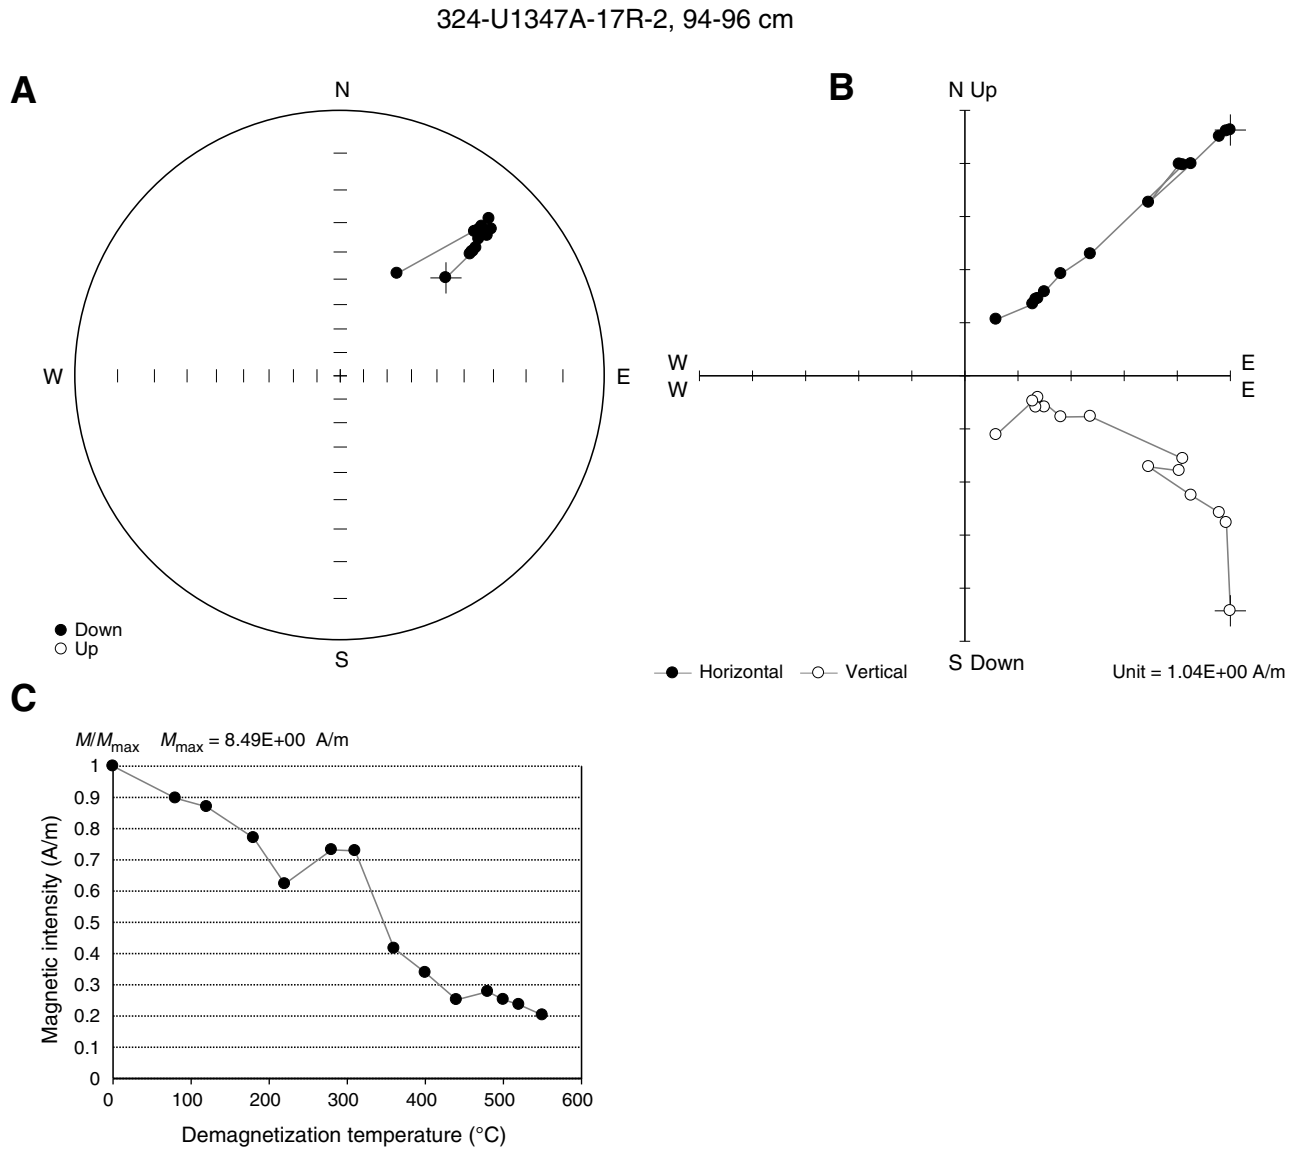 324-U1347A-17R-2, 94-96 cm
A
N
W
E
S
Down
Up
B
N Up
W
E
W
E
S Down
Horizontal
Vertical
Unit = 1.04E+00 A/m
C
M/Mmax Mmax = 8.49E+00 A/m
Magnetic intensity (A/m)
1
0.9
0.8
0.7
0.6
0.5
0.4
0.3
0.2
0.1
0
0 100 200 300 400 500 600
Demagnetization temperature (°C)